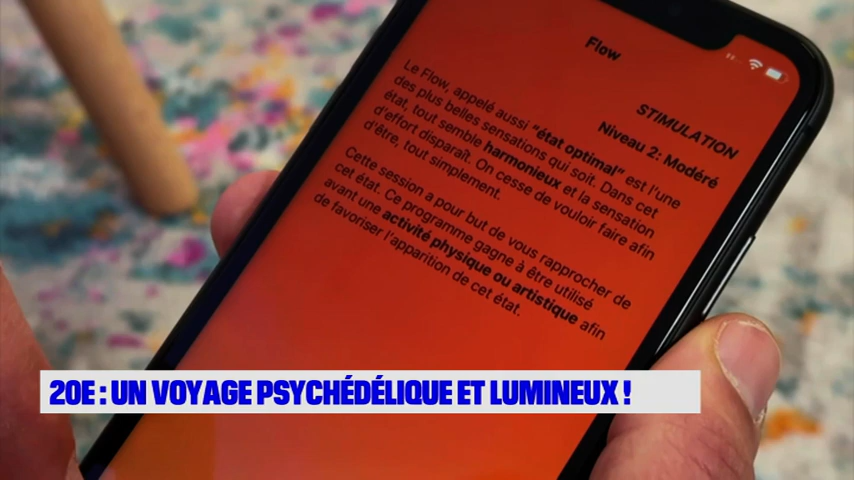 Flow
STIMULATION
Niveau 2: Modéré
Le Flow, appelé aussi "état optimal" est l'une
des plus belles sensations qui soit. Dans cet
état, tout semble harmonieux et la sensation
d'effort disparaît. On cesse de vouloir faire afin
d'être, tout simplement.
Cette session a pour but de vous rapprocher de
cet état. Ce programme gagne à être utilisé
avant une activité physique ou artistique afin
de favoriser l'apparition de cet état.
20E : UN VOYAGE PSYCHÉDÉLIQUE ET LUMINEUX !